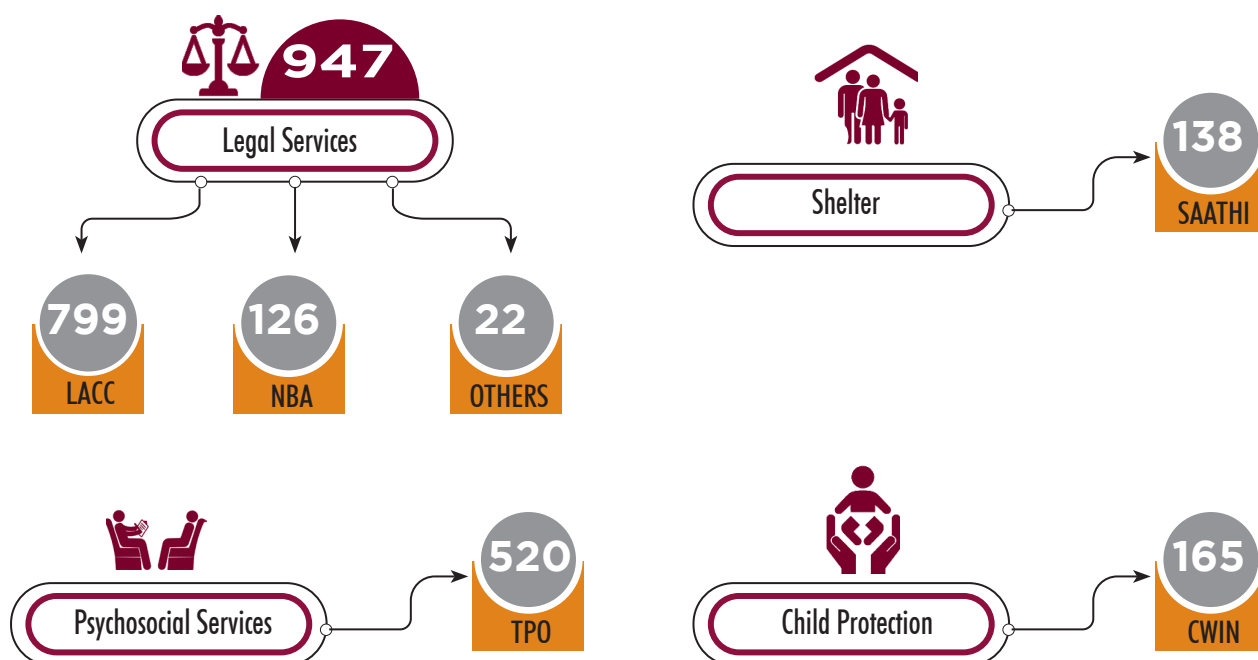 947
Legal Services
799
LACC
126
NBA
22
OTHERS
Shelter
138
SAATHI
Psychosocial Services
520
TPO
Child Protection
165
CWIN